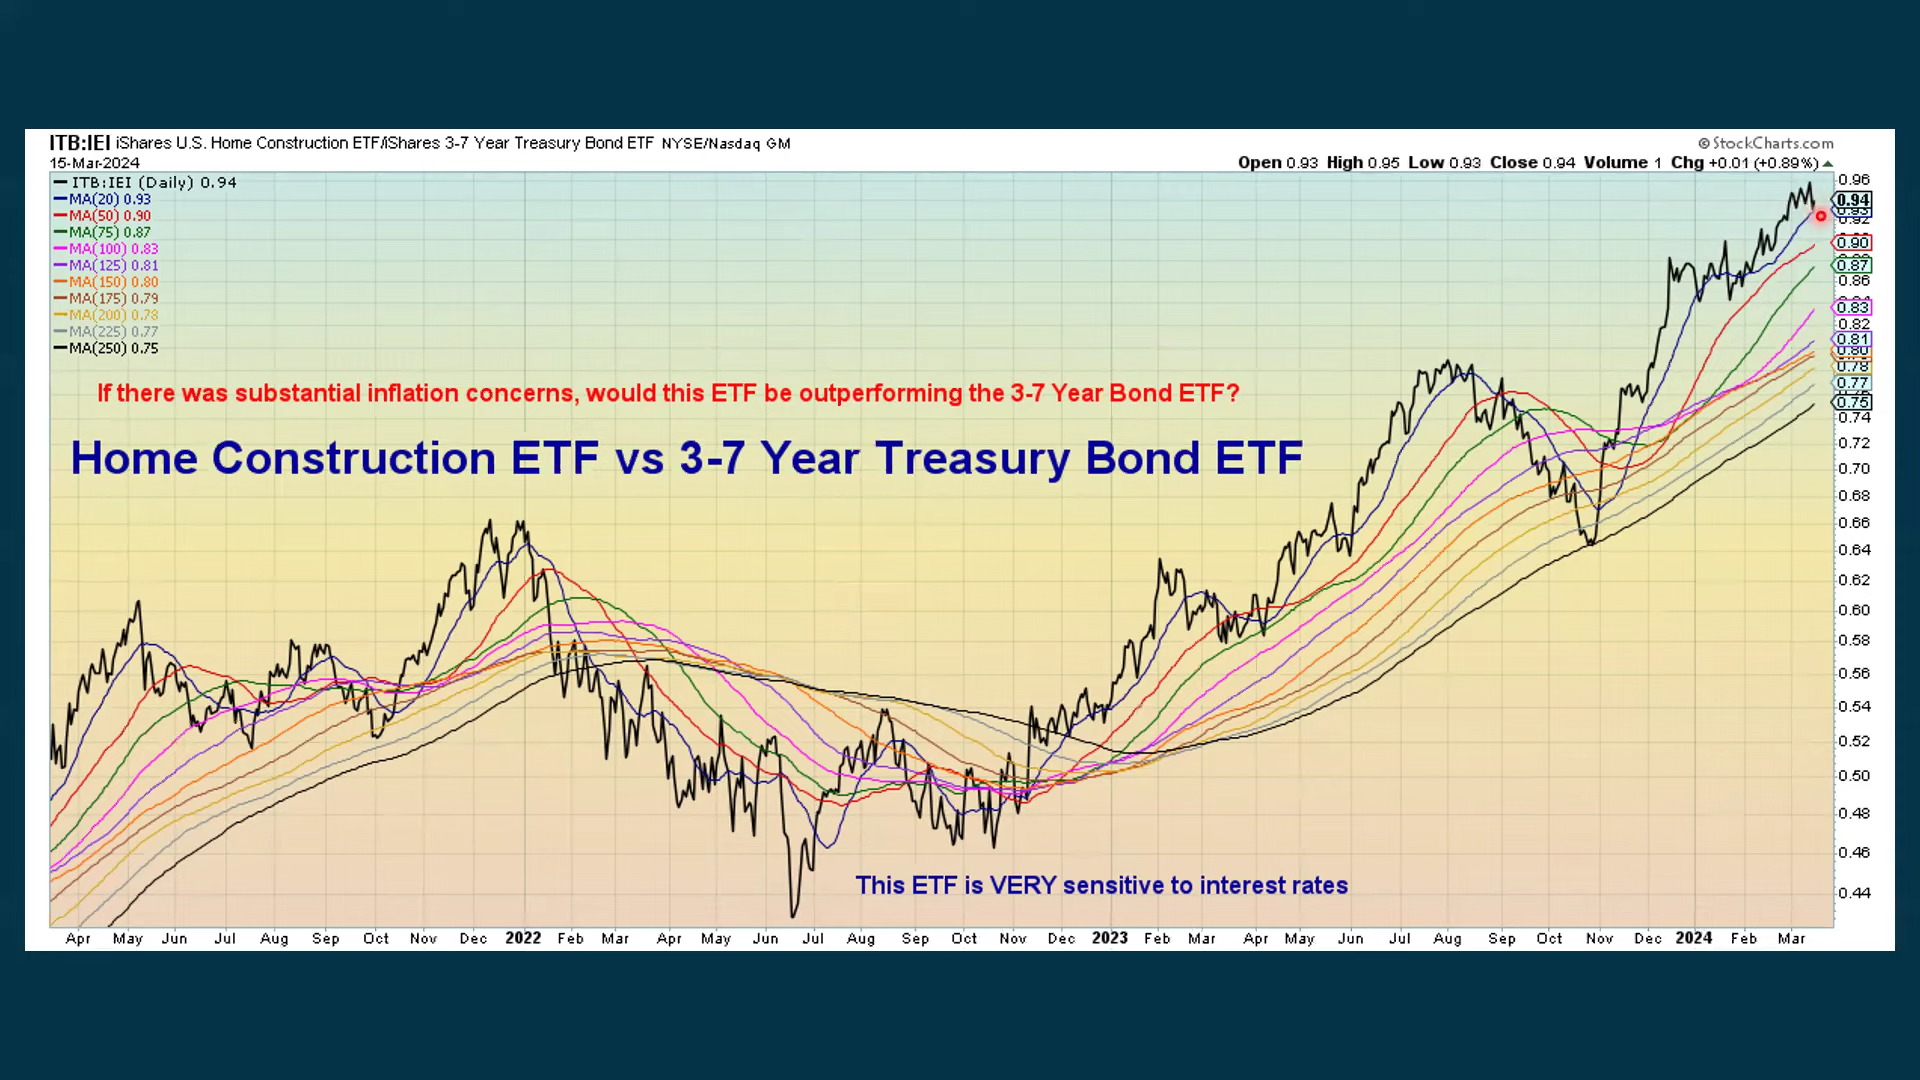 ITB:IEI iShares U.S. Home Construction ETF/iShares 3-7 Year Treasury Bond ETF NYSE/Nasdaq GM
© StockCharts.com
15-Mar-2024
Open 0.93 High 0.95 Low 0.93 Close 0.94 Volume 1 Chg +0.01 (+0.89%)
ITB:IEI (Daily) 0.94
MA(20) 0.93
MA(50) 0.90
MA(75) 0.87
MA(100) 0.83
MA(125) 0.81
MA(150) 0.80
MA(175) 0.79
MA(200) 0.78
MA(225) 0.77
MA(250) 0.75
If there was substantial inflation concerns, would this ETF be outperforming the 3-7 Year Bond ETF?
Home Construction ETF vs 3-7 Year Treasury Bond ETF
This ETF is VERY sensitive to interest rates
0.96
0.94
0.93
0.92
0.90
0.87
0.86
0.83
0.82
0.81
0.80
0.78
0.77
0.75
0.74
0.72
0.70
0.68
0.66
0.64
0.62
0.60
0.58
0.56
0.54
0.52
0.50
0.48
0.46
0.44
Apr May Jun Jul Aug Sep Oct Nov Dec 2022 Feb Mar Apr May Jun Jul Aug Sep Oct Nov Dec 2023 Feb Mar Apr May Jun Jul Aug Sep Oct Nov Dec 2024 Feb Mar